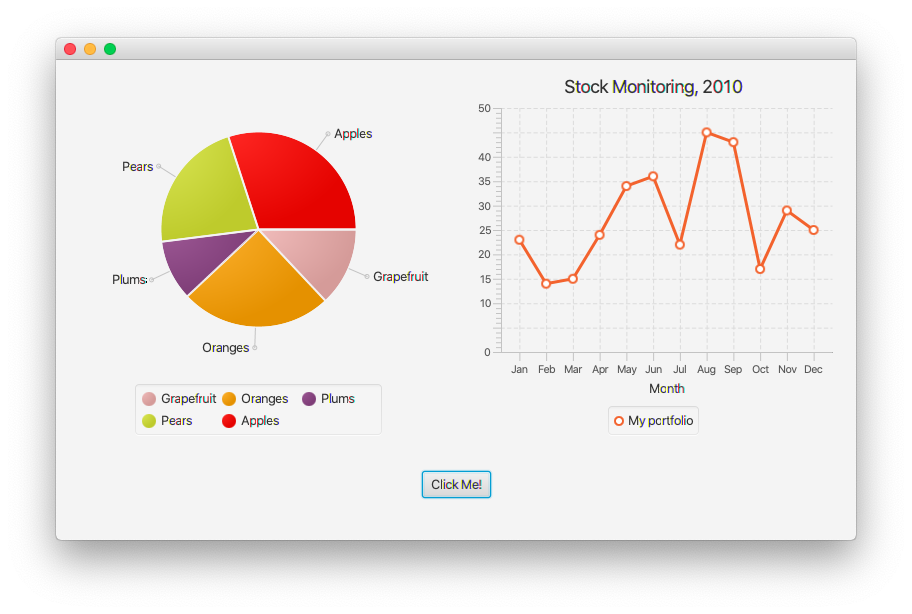 Apples
Pears
Grapefruit
Plums
Oranges
Grapefruit Oranges Plums
Pears Apples
Stock Monitoring, 2010
50
40
35
30
25
20
15
10
0
Jan Feb Mar Apr May Jun Jul Aug Sep Oct Nov Dec
Month
My portfolio
Click Me!